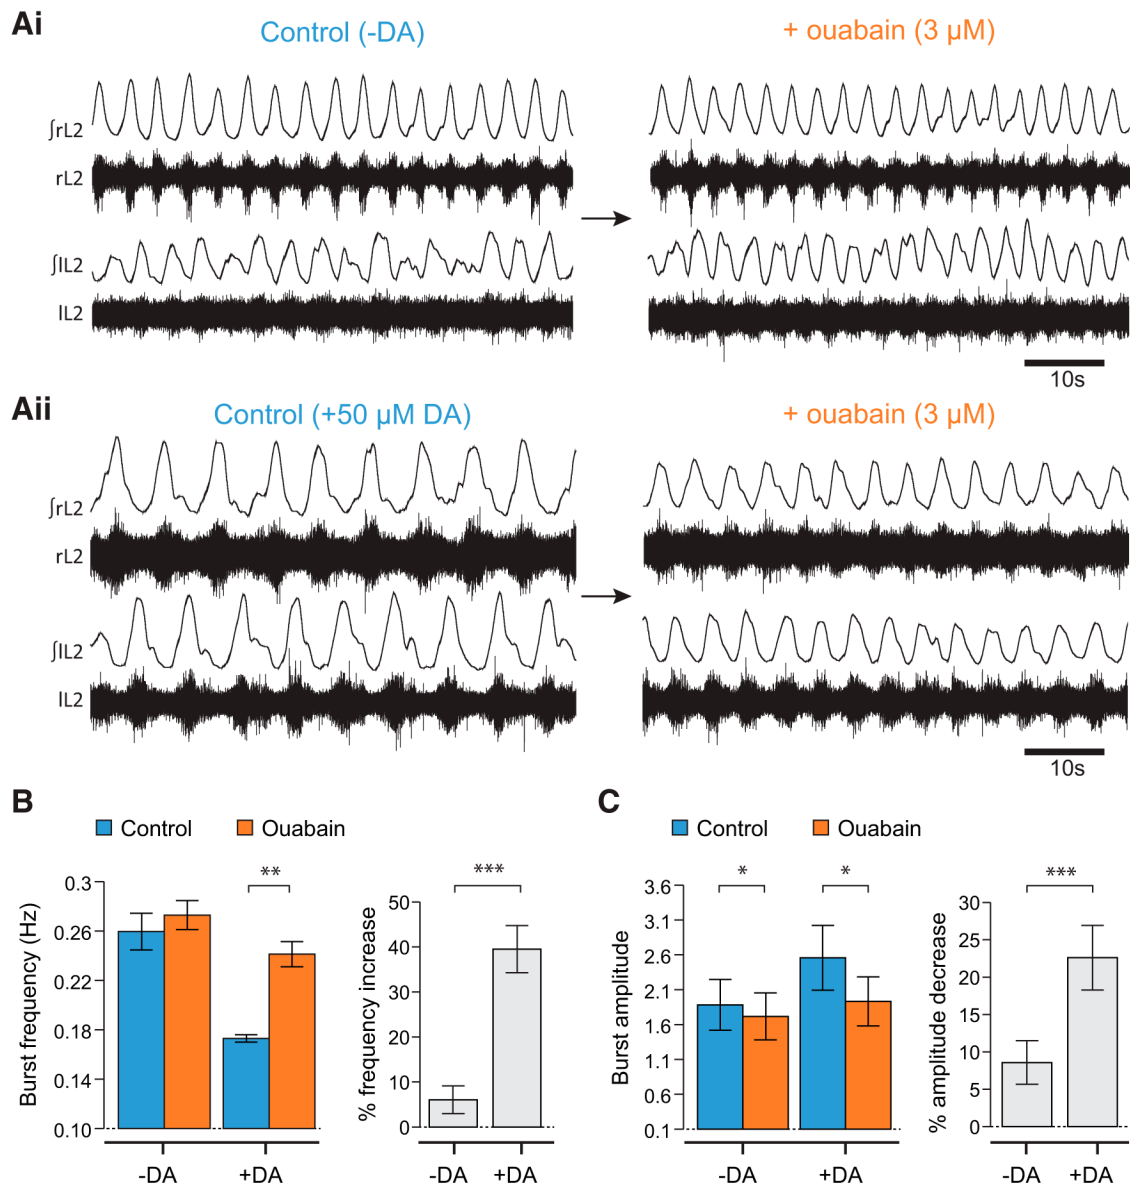 Ai
Control (-DA)
+ ouabain (3 µM)
∫rL2
rL2
∫lL2
lL2
10s
Aii
Control (+50 µM DA)
+ ouabain (3 µM)
∫rL2
rL2
∫lL2
lL2
10s
B
Control
Ouabain
Burst frequency (Hz)
0.3
0.26
0.22
0.18
0.14
0.10
**
-DA
+DA
% frequency increase
50
40
30
20
10
0
***
-DA
+DA
C
Control
Ouabain
Burst amplitude
3.6
3.1
2.6
2.1
1.6
1.1
0.1
*
*
-DA
+DA
% amplitude decrease
30
25
20
15
10
5
0
***
-DA
+DA